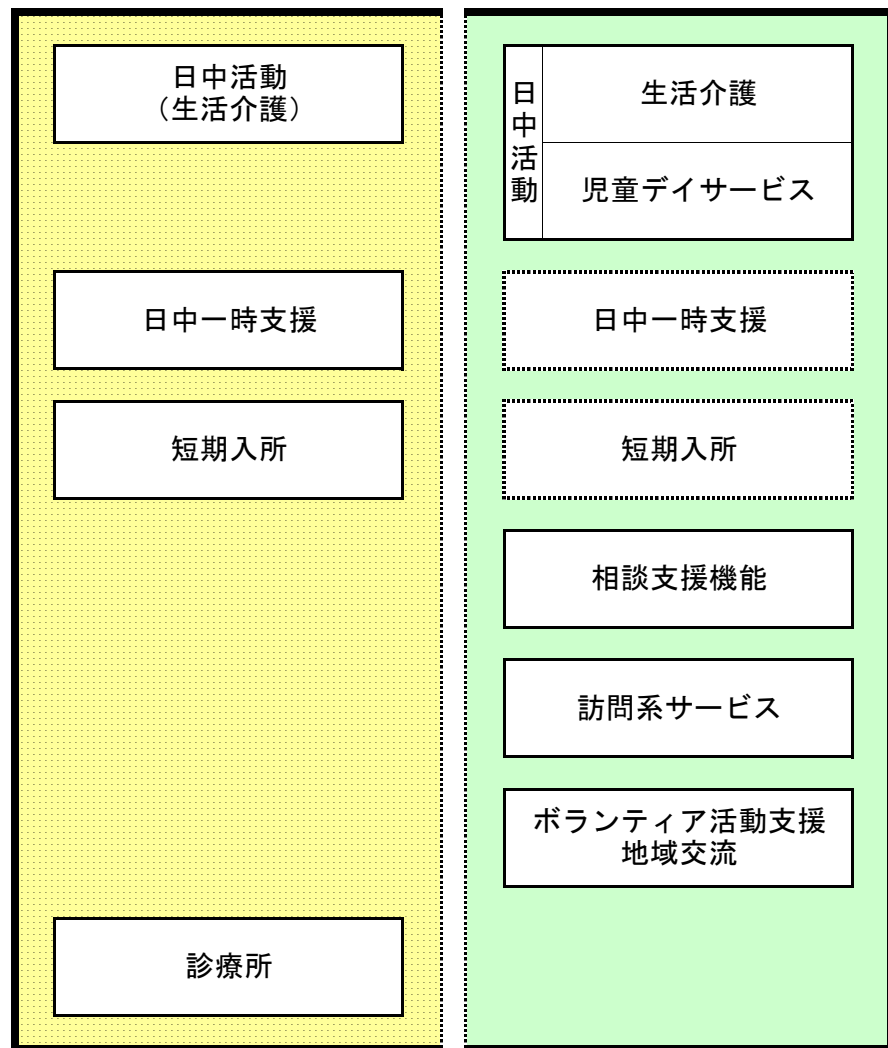 日中活動
（生活介護）
日中一時支援
短期入所
診療所
日中活動
生活介護
児童デイサービス
日中一時支援
短期入所
相談支援機能
訪問系サービス
ボランティア活動支援
地域交流